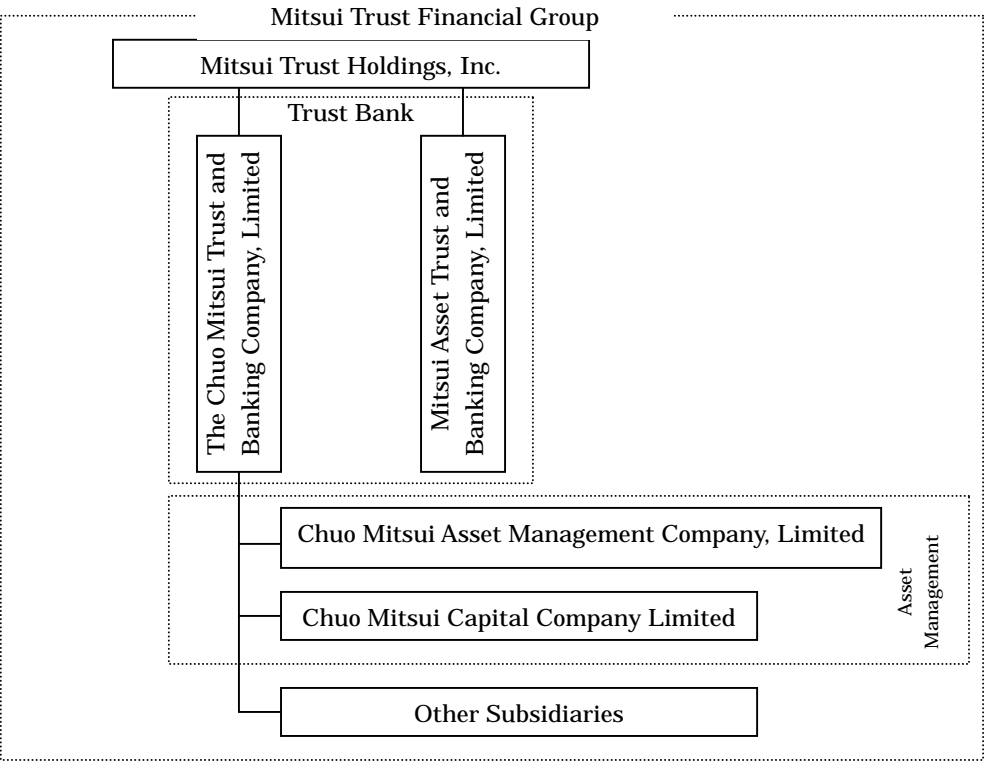 Mitsui Trust Financial Group
Mitsui Trust Holdings, Inc.
Trust Bank
The Chuo Mitsui Trust and
Banking Company, Limited
Mitsui Asset Trust and
Banking Company, Limited
Chuo Mitsui Asset Management Company, Limited
Chuo Mitsui Capital Company Limited
Asset
Management
Other Subsidiaries